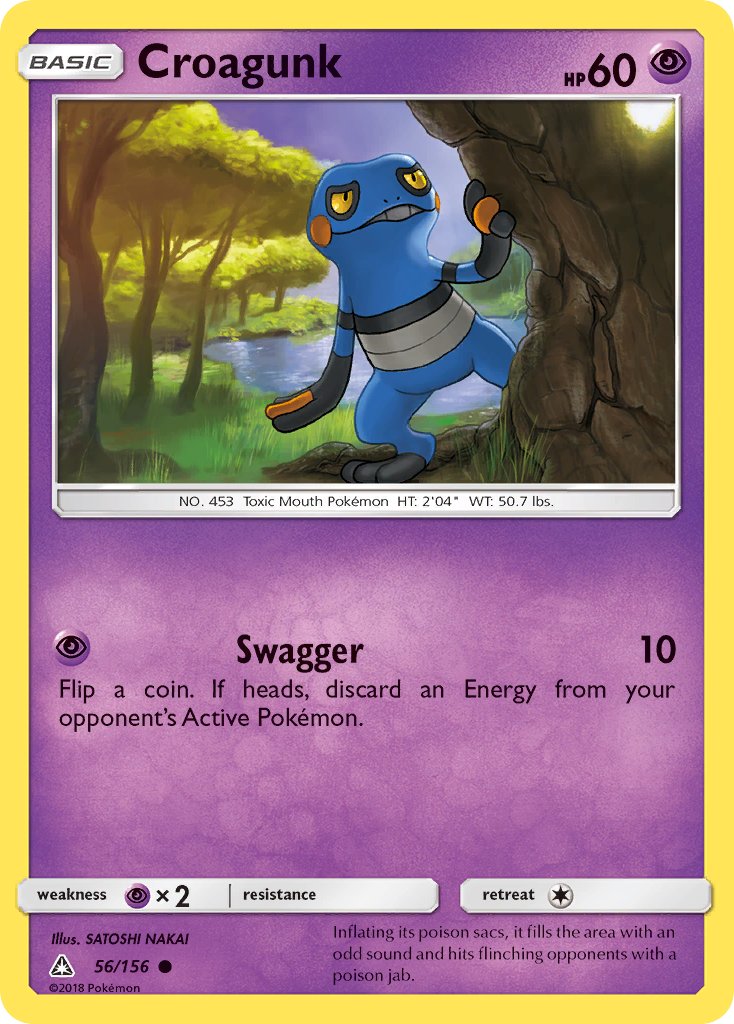 BASIC Croagunk HP60
NO. 453 Toxic Mouth Pokémon HT: 2'04" WT: 50.7 lbs.
Swagger 10
Flip a coin. If heads, discard an Energy from your
opponent's Active Pokémon.
weakness ×2 resistance retreat
Illus. SATOSHI NAKAI
56/156
©2018 Pokémon
Inflating its poison sacs, it fills the area with an
odd sound and hits flinching opponents with a
poison jab.